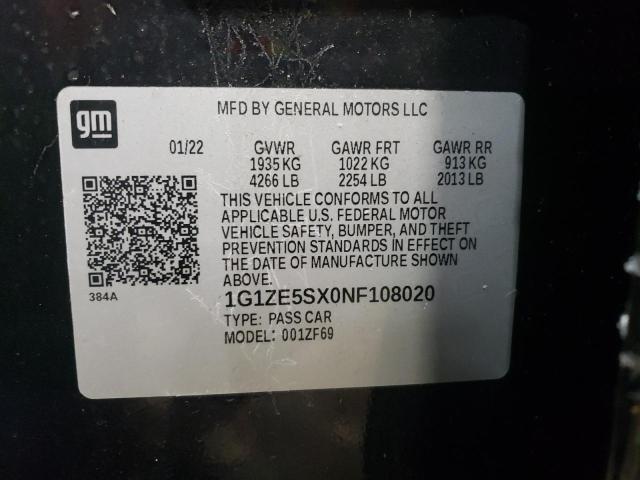 gm
MFD BY GENERAL MOTORS LLC
01/22 GVWR GAWR FRT GAWR RR
1935 KG 1022 KG 913 KG
4266 LB 2254 LB 2013 LB
THIS VEHICLE CONFORMS TO ALL
APPLICABLE U.S. FEDERAL MOTOR
VEHICLE SAFETY, BUMPER, AND THEFT
PREVENTION STANDARDS IN EFFECT ON
THE DATE OF MANUFACTURE SHOWN
ABOVE.
384A
1G1ZE5SX0NF108020
TYPE: PASS CAR
MODEL: 001ZF69